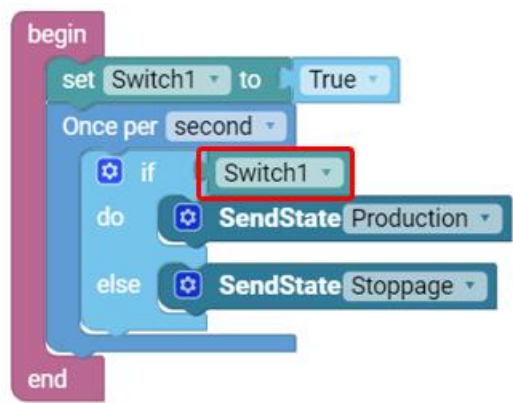 begin
set Switch1 to True
Once per second
if Switch1
do SendState Production
else SendState Stoppage
end